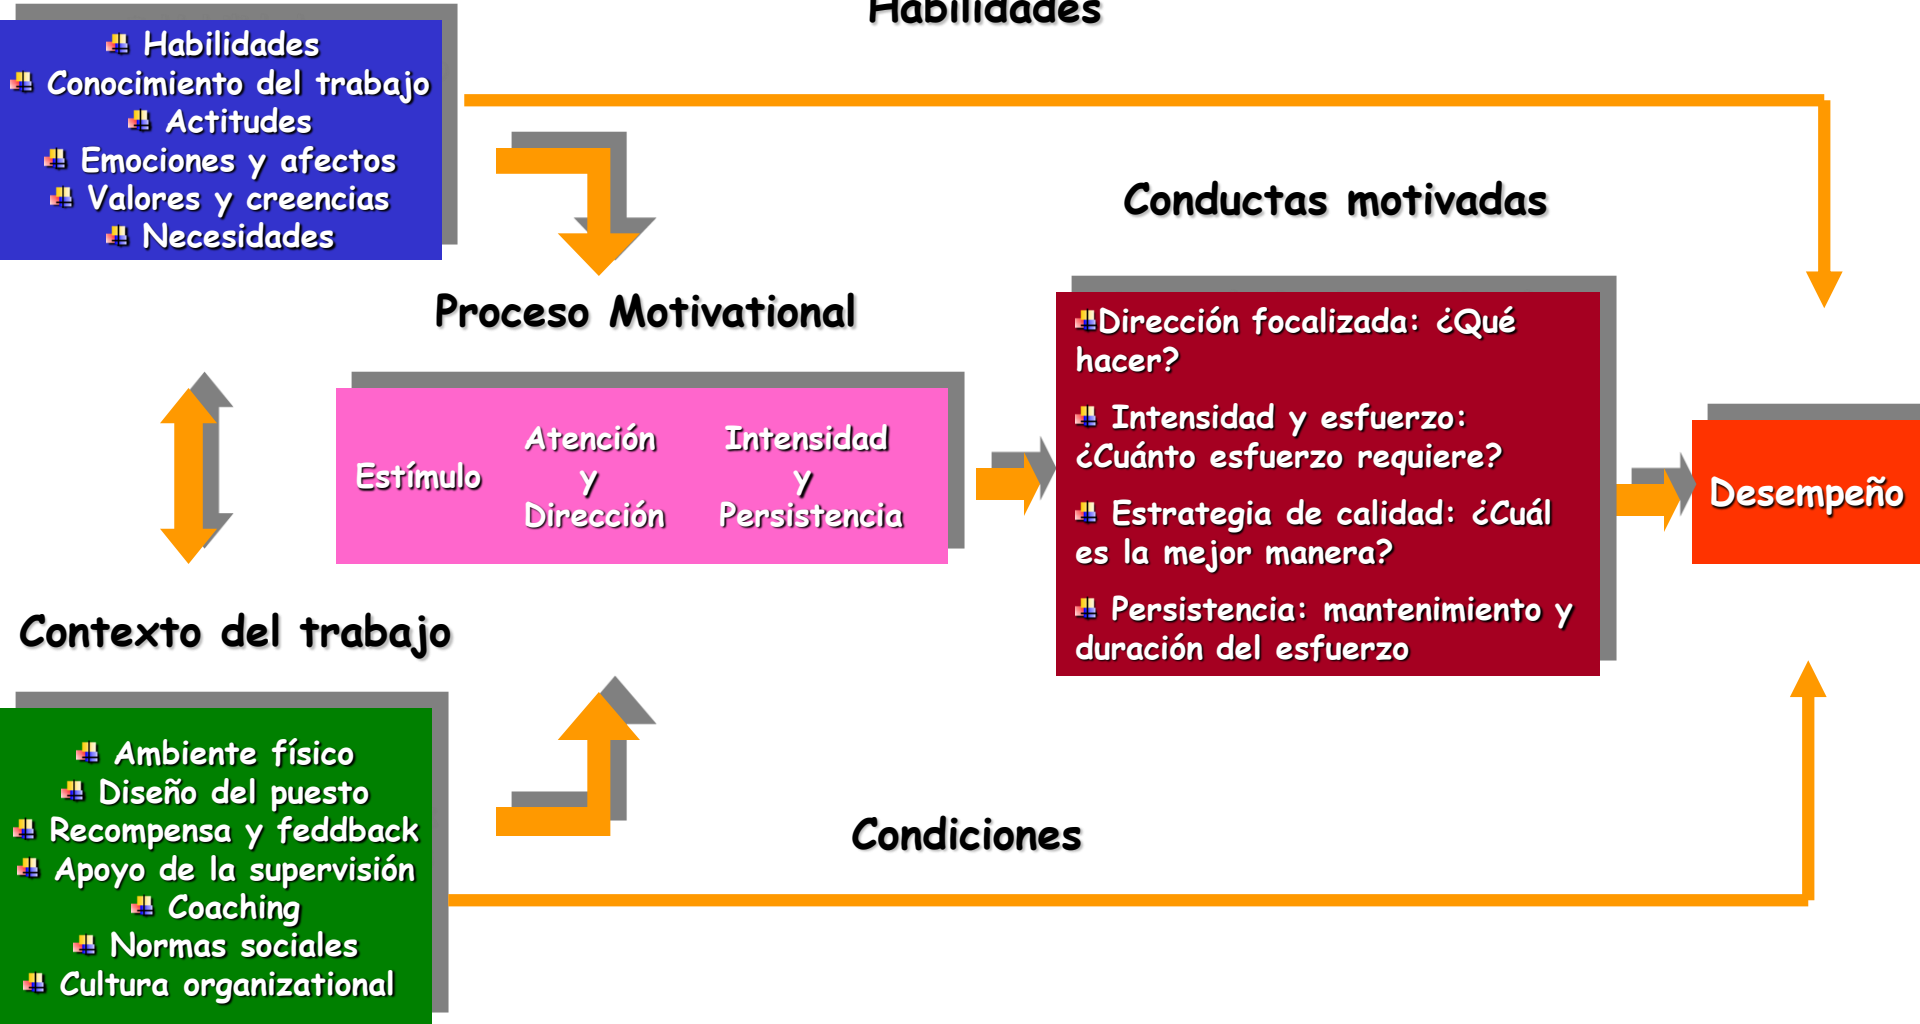 Habilidades
Habilidades
Conocimiento del trabajo
Actitudes
Emociones y afectos
Valores y creencias
Necesidades
Conductas motivadas
Proceso Motivational
Estímulo
Atención
y
Dirección
Intensidad
y
Persistencia
Dirección focalizada: ¿Qué
hacer?
Intensidad y esfuerzo:
¿Cuánto esfuerzo requiere?
Estrategia de calidad: ¿Cuál
es la mejor manera?
Persistencia: mantenimiento y
duración del esfuerzo
Desempeño
Contexto del trabajo
Ambiente físico
Diseño del puesto
Recompensa y feddback
Apoyo de la supervisión
Coaching
Normas sociales
Cultura organizational
Condiciones